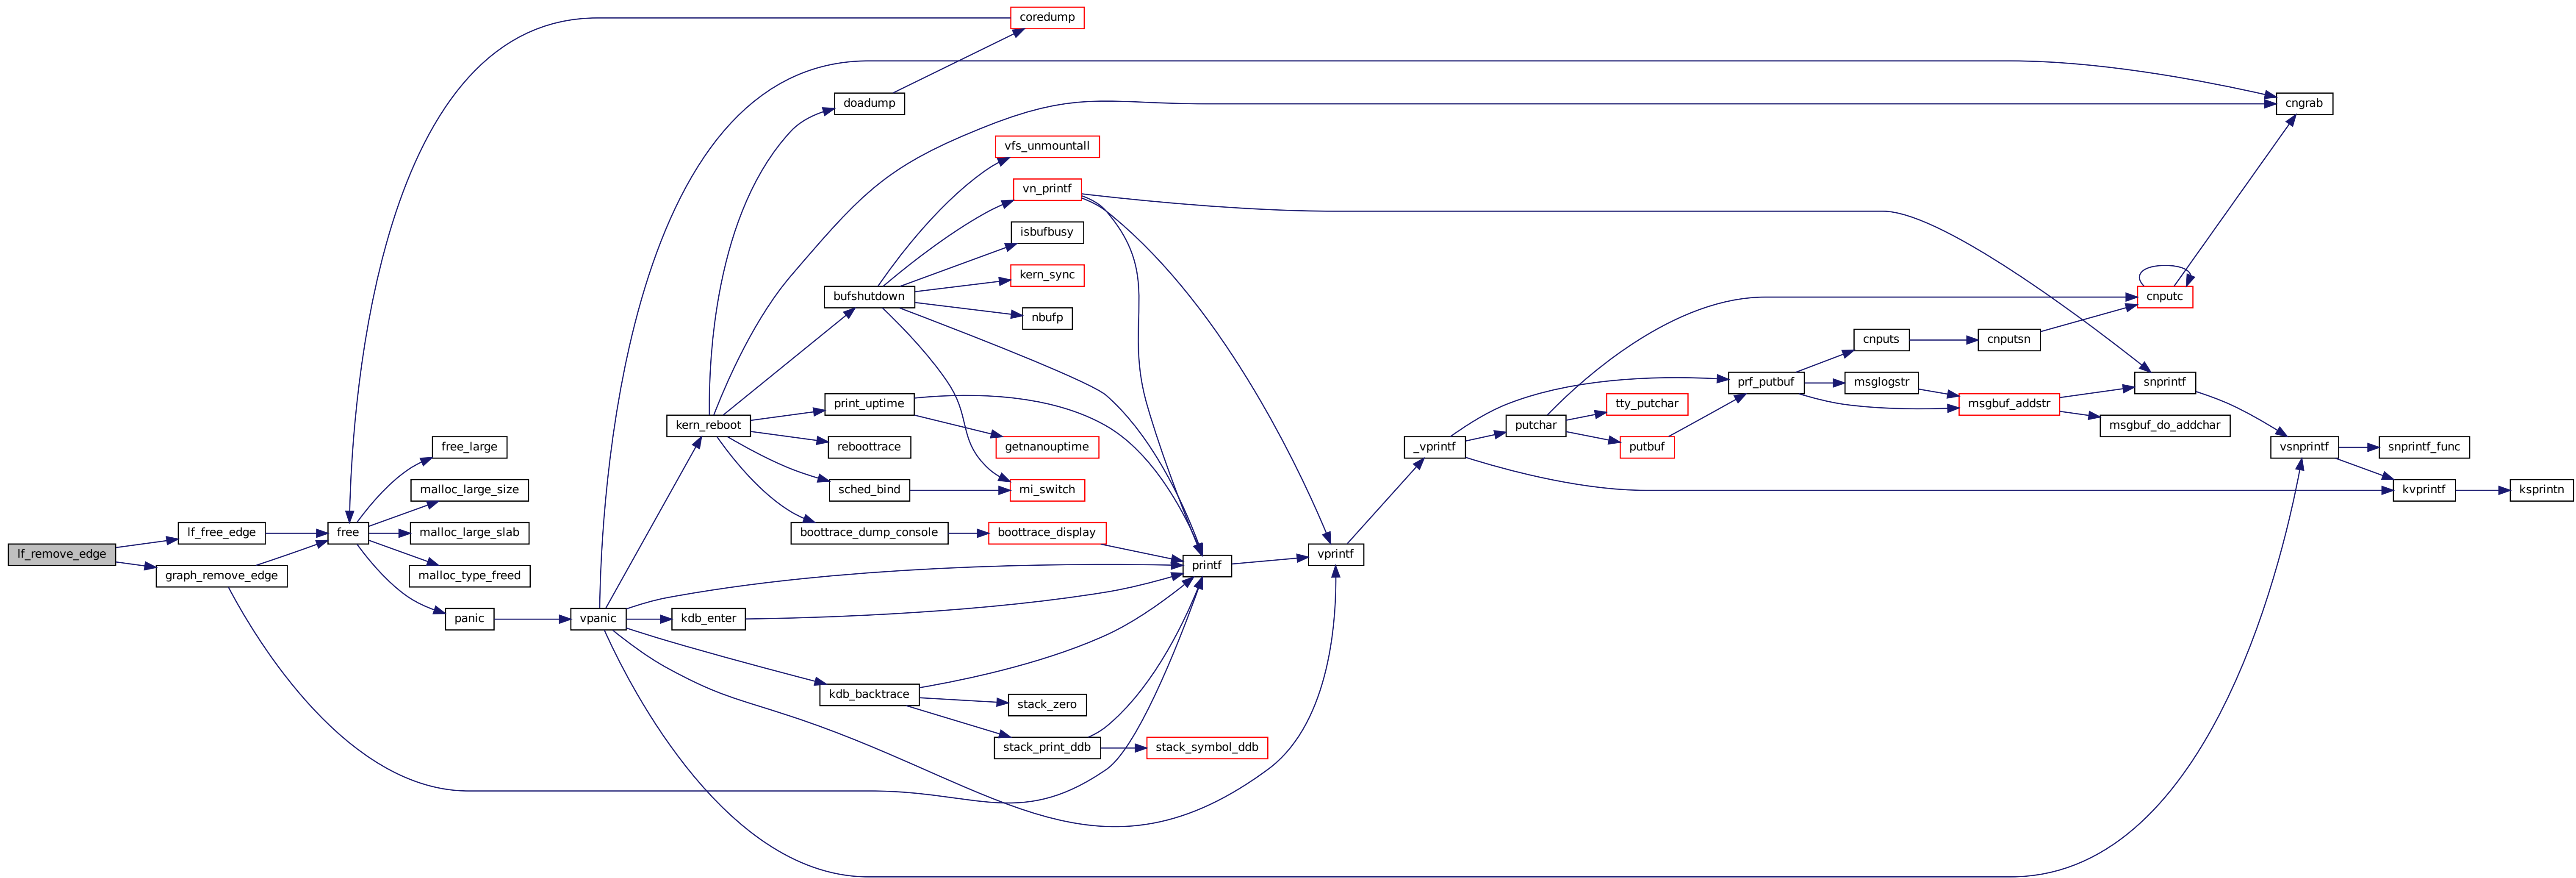 lf_remove_edge
lf_free_edge
graph_remove_edge
free
free_large
malloc_large_size
malloc_large_slab
malloc_type_freed
panic
vpanic
kern_reboot
kdb_enter
doadump
bufshutdown
print_uptime
reboottrace
sched_bind
boottrace_dump_console
kdb_backtrace
coredump
vfs_unmountall
vn_printf
isbufbusy
kern_sync
nbufp
getnanouptime
mi_switch
boottrace_display
stack_zero
stack_print_ddb
printf
stack_symbol_ddb
vprintf
_vprintf
putchar
tty_putchar
putbuf
prf_putbuf
cnputs
msglogstr
cnputsn
msgbuf_addstr
cnputc
snprintf
msgbuf_do_addchar
cngrab
vsnprintf
snprintf_func
kvprintf
ksprintn